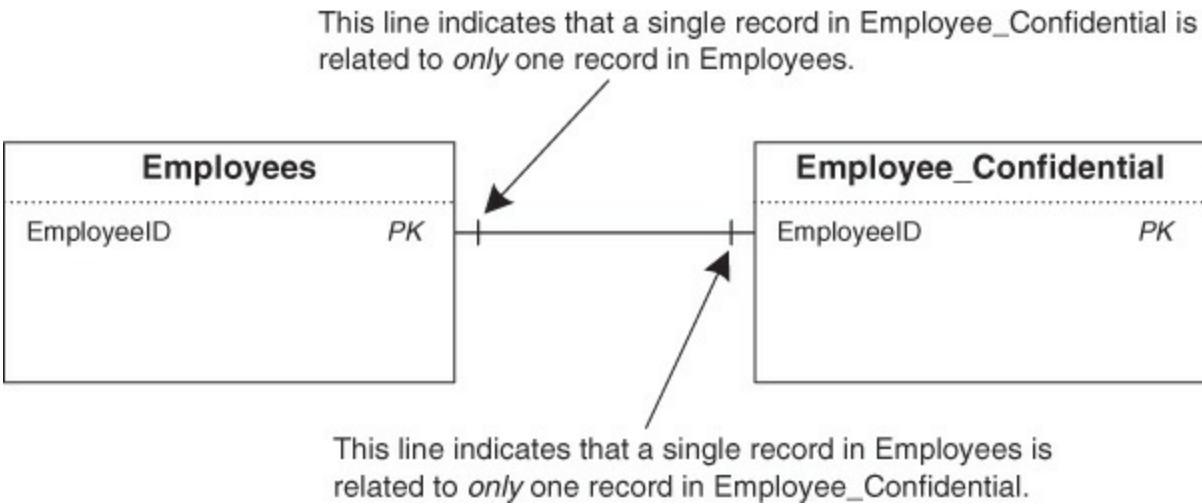 This line indicates that a single record in Employee_Confidential is
related to only one record in Employees.
Employees
EmployeeID PK
Employee_Confidential
EmployeeID PK
This line indicates that a single record in Employees is
related to only one record in Employee_Confidential.